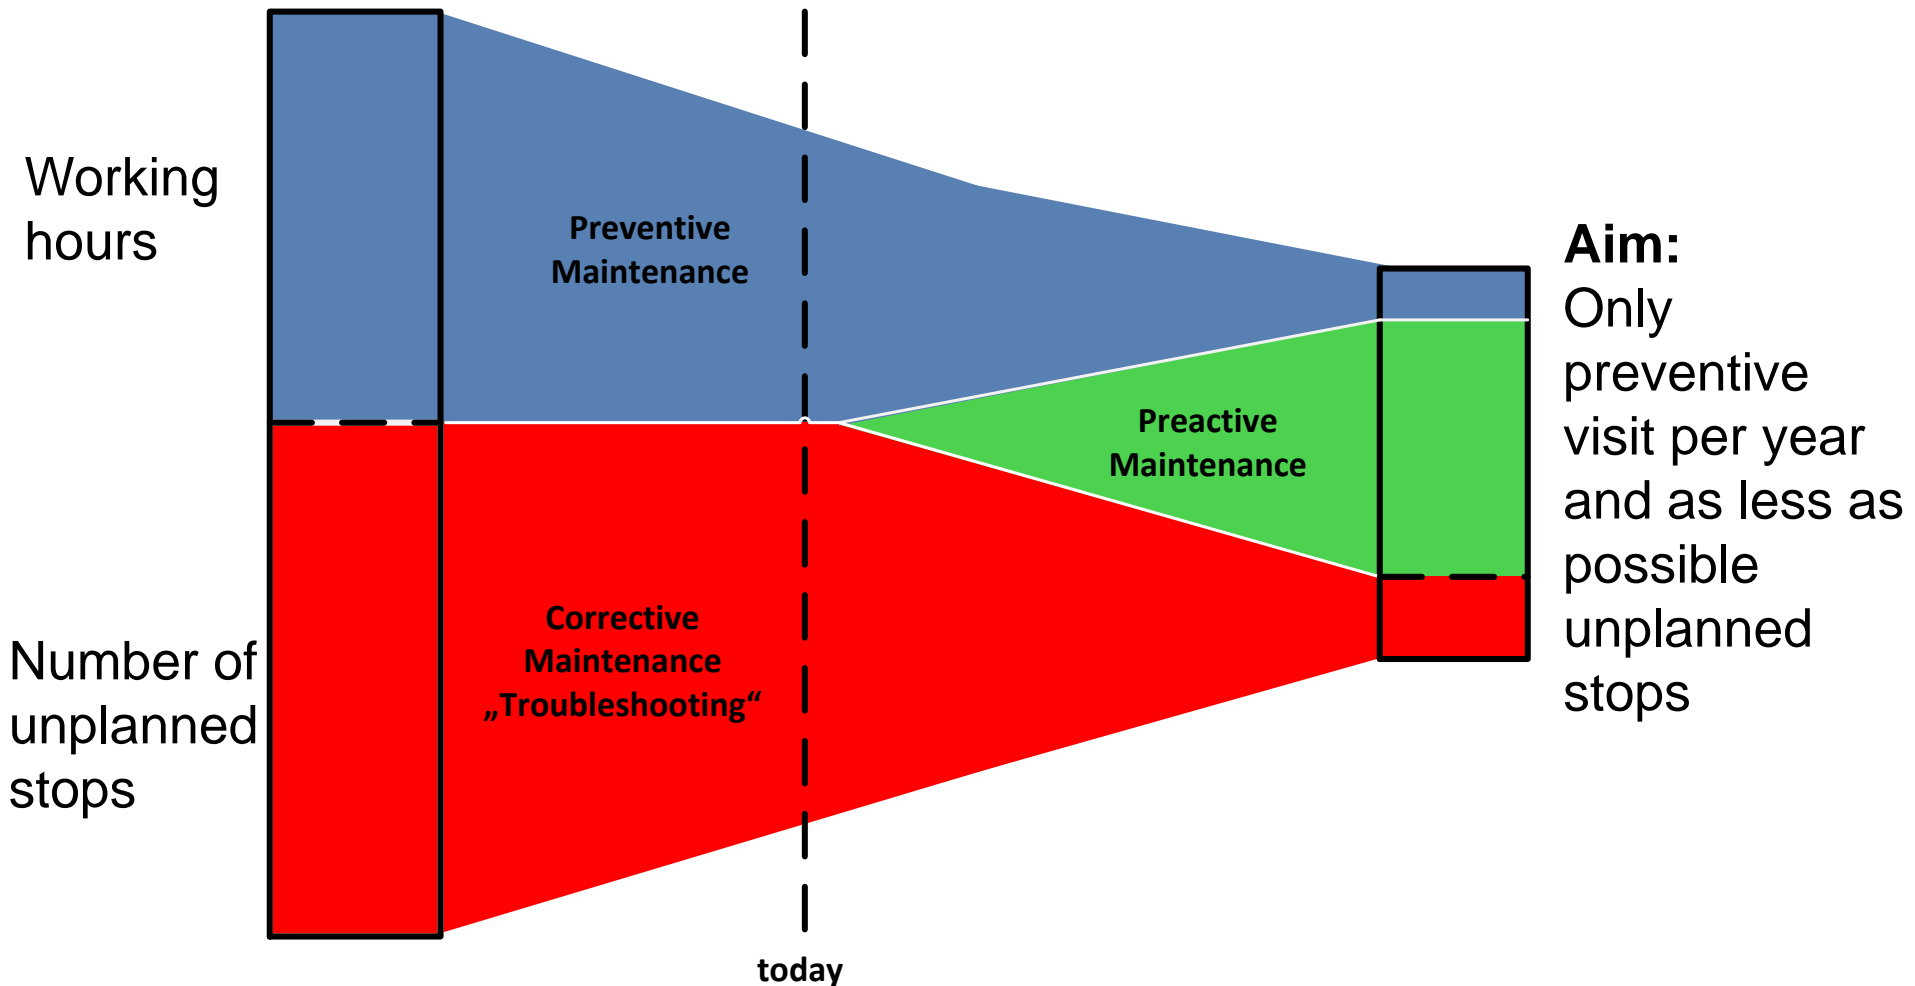 Working
hours
Number of
unplanned
stops
Preventive
Maintenance
Corrective
Maintenance
„Troubleshooting“
today
Preactive
Maintenance
Aim:
Only
preventive
visit per year
and as less as
possible
unplanned
stops